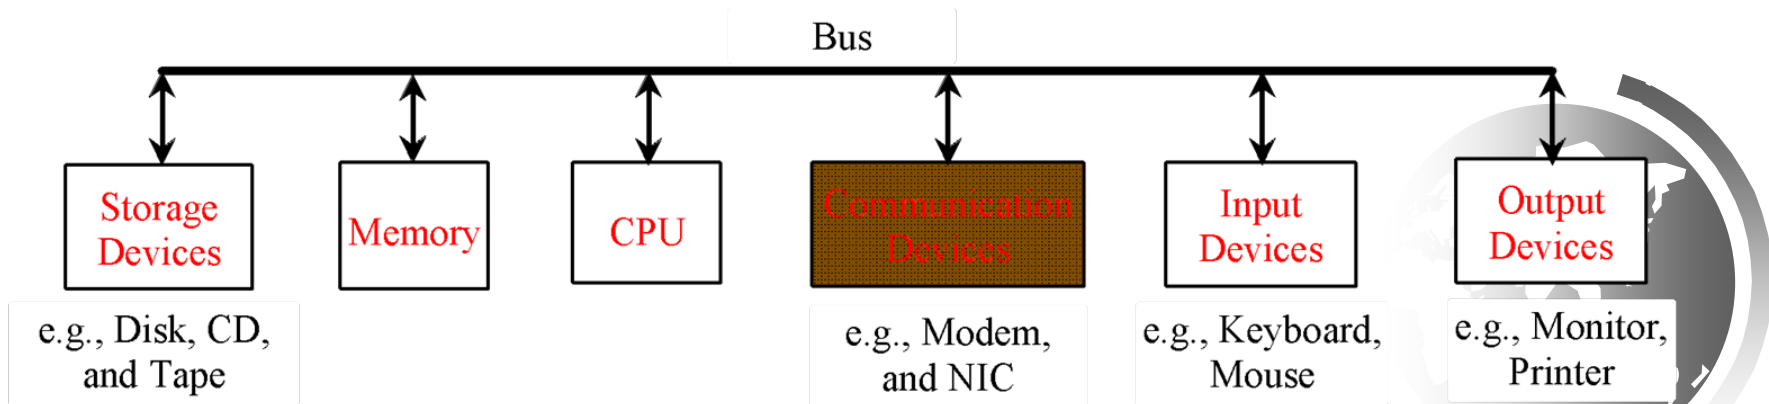 Bus
Storage
Devices
Memory
CPU
Communication
Devices
Input
Devices
Output
Devices
e.g., Disk, CD,
and Tape
e.g., Modem,
and NIC
e.g., Keyboard,
Mouse
e.g., Monitor,
Printer